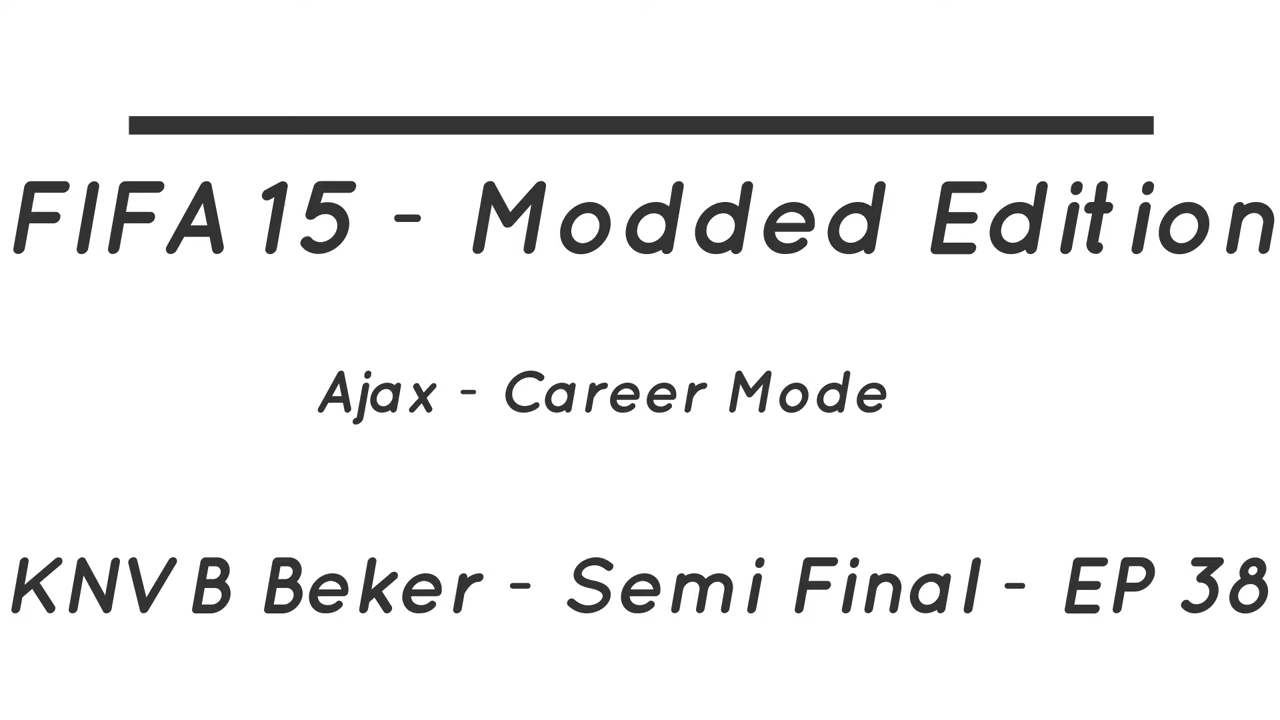 FIFA 15 - Modded Edition
Ajax - Career Mode
KNVB Beker - Semi Final - EP 38